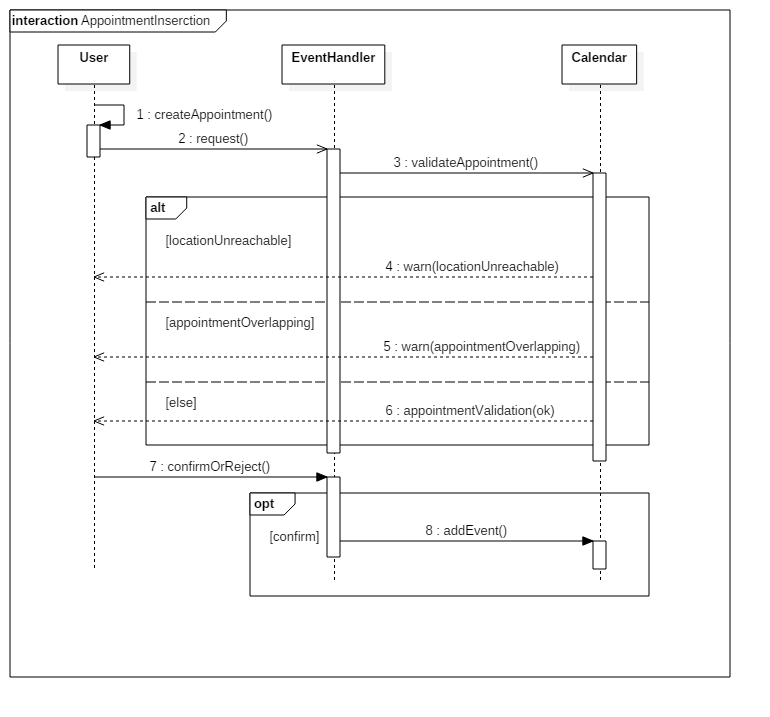 interaction AppointmentInserction
User
EventHandler
Calendar
1 : createAppointment()
2 : request()
3 : validateAppointment()
alt
[locationUnreachable]
4 : warn(locationUnreachable)
[appointmentOverlapping]
5 : warn(appointmentOverlapping)
[else]
6 : appointmentValidation(ok)
7 : confirmOrReject()
opt
[confirm]
8 : addEvent()